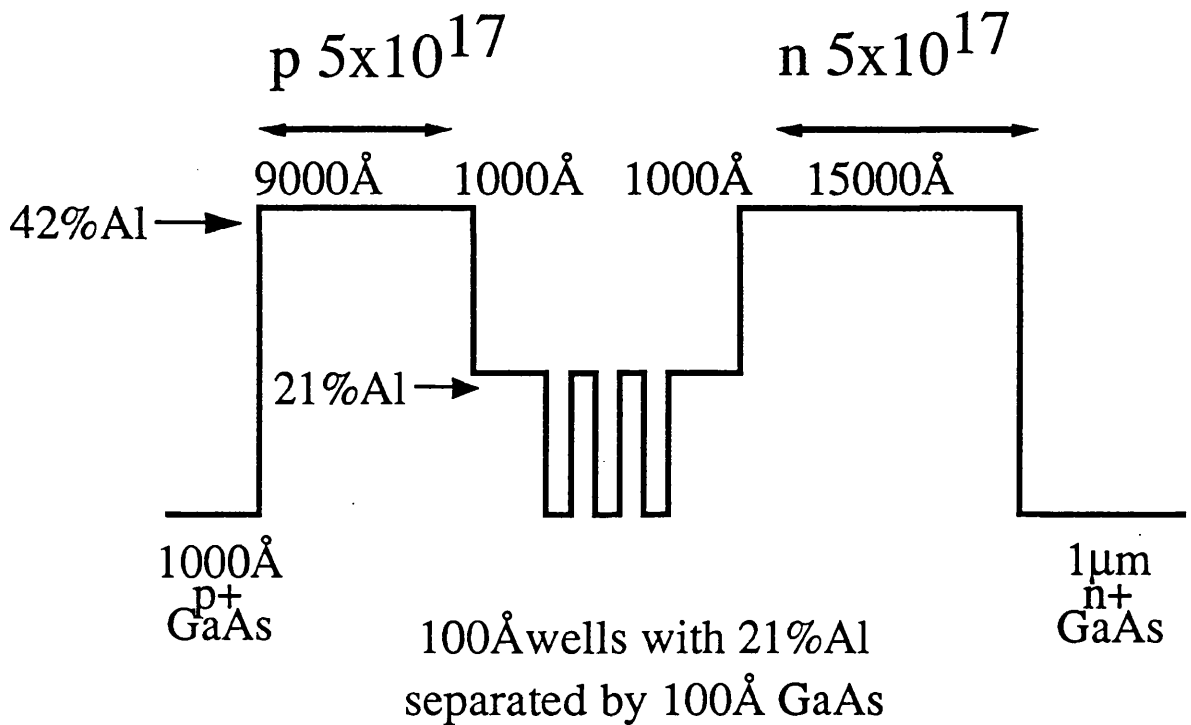 p 5x10^17 n 5x10^17
9000Å 1000Å 1000Å 15000Å
42%Al
21%Al
1000Å 1μm
p+ n+
GaAs GaAs
100Åwells with 21%Al
separated by 100Å GaAs